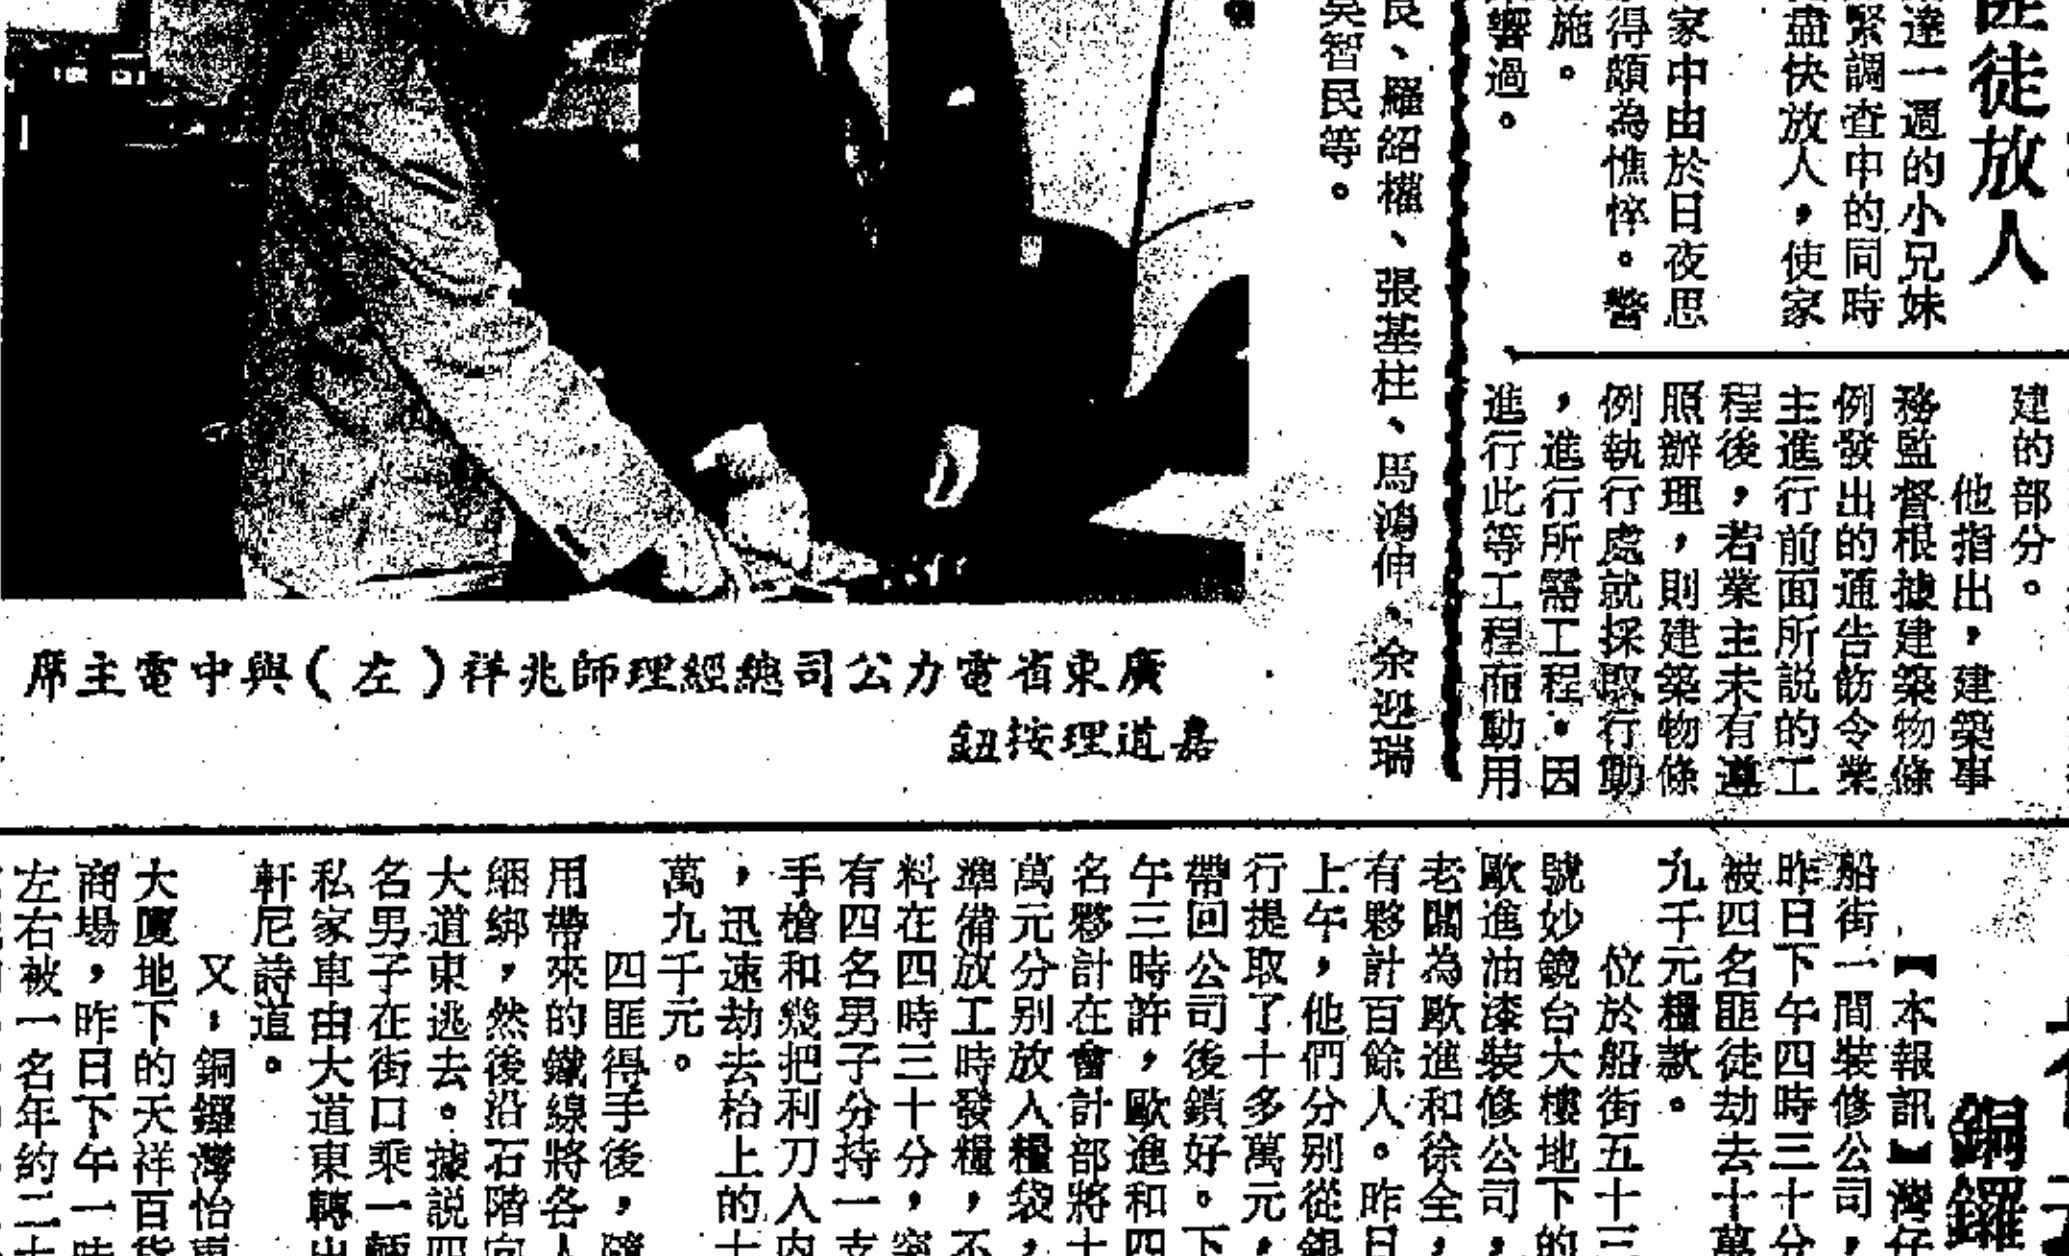 匪徒放人
達一週的小兄妹
緊調查中的同時
盡快放人，使家
家中由於日夜思
得頗為憔悴。警
施。
響過。
良、羅紹權、張基柱、馬鴻伸、余迎瑞
吳智民等。
建的部分。
他指出，建築事
務監督根據建築物條
例發出的通告飭令業
主進行前面所說的工
程後，若業主未有遵
照辦理，則建築物條
例執行處就採取行動
，進行所需工程。因
進行此等工程而動用
廣東省電力公司總經理師兆祥（左）與中電主席
嘉道理按鈕
銅鑼
【本報訊】灣仔
船街一間裝修公司，
昨日下午四時三十分
被四名匪徒劫去十萬
九千元糧款。
位於船街五十三
號妙鏡台大樓地下的
歐進油漆裝修公司，
老闆為歐進和徐全，
有夥計百餘人。昨日
上午，他們分别從銀
行提取了十多萬元，
帶回公司後鎖好。下
午三時許，歐進和四
名夥計在會計部將十
萬元分别放入糧袋，
準備放工時發糧，不
料在四時三十分，突
有四名男子分持一支
手槍和幾把利刀入內
，迅速劫去枱上的十
萬九千元。
四匪得手後，隨
用帶來的鐵線將各人
綑綁，然後沿石階向
大道東逃去。據説四
名男子在街口乘一輛
私家車由大道東轉出
軒尼詩道。
又，銅鑼灣怡東
大廈地下的天祥百貨
商場，昨日下午一時
左右被一名年約二十